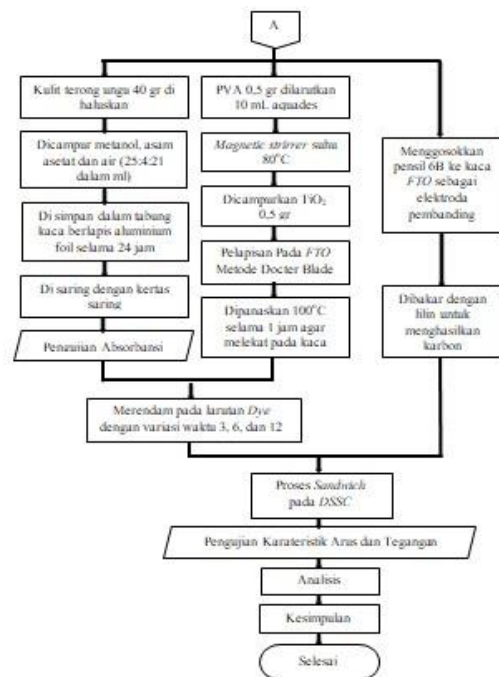 A
Kulit terong ungu 40 gr di
haluskan
Dicampur metanol, asam
asetat dan air (25:4:21
dalam ml)
Di simpan dalam tabung
kaca berlapis aluminium
foil selama 24 jam
Di saring dengan kertas
saring
Pengujian Absorbansi
PVA 0,5 gr dilarutkan
10 mL aquades
Magnetic strirrer suhu
80°C
Dicampurkan TiO₂
0,5 gr
Pelapisan Pada FTO
Metode Docter Blade
Dipanaskan 100°C
selama 1 jam agar
melekat pada kaca
Menggosokkan
pensil 6B ke kaca
FTO sebagai
elektroda
pembanding
Dibakar dengan
lilin untuk
menghasilkan
karbon
Merendam pada larutan Dye
dengan variasi waktu 3, 6, dan 12
Proses Sandwich
pada DSSC
Pengujian Karateristik Arus dan Tegangan
Analisis
Kesimpulan
Selesai